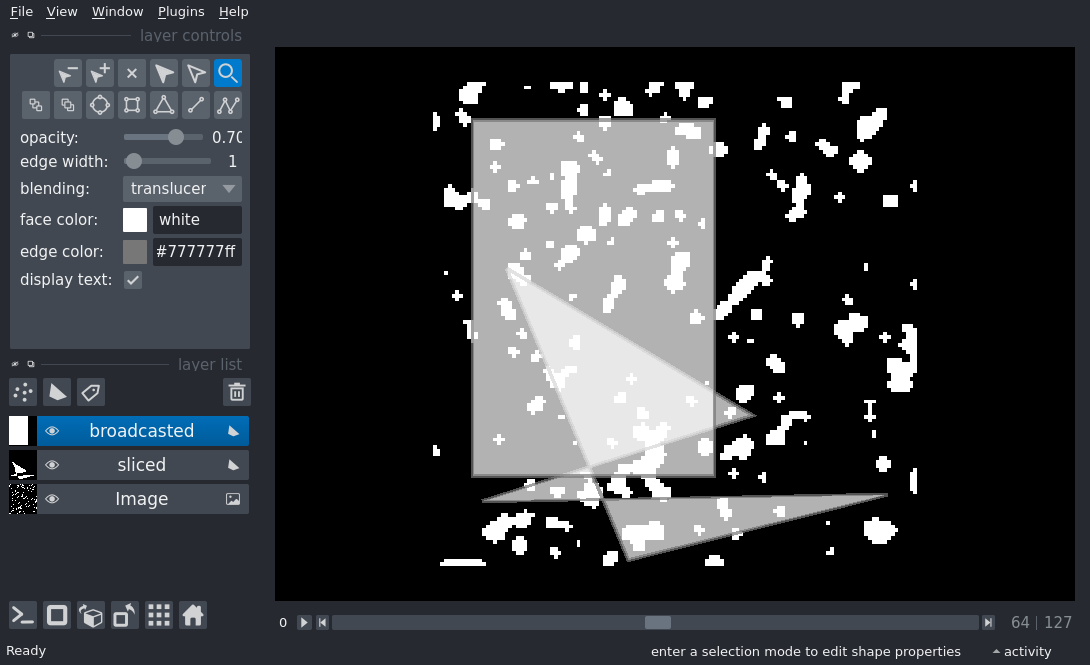 File View Window Plugins Help
layer controls
opacity: 0.70
edge width: 1
blending: translucer
face color: white
edge color: #777777ff
display text:
layer list
broadcasted
sliced
Image
0 64 | 127
Ready enter a selection mode to edit shape properties activity